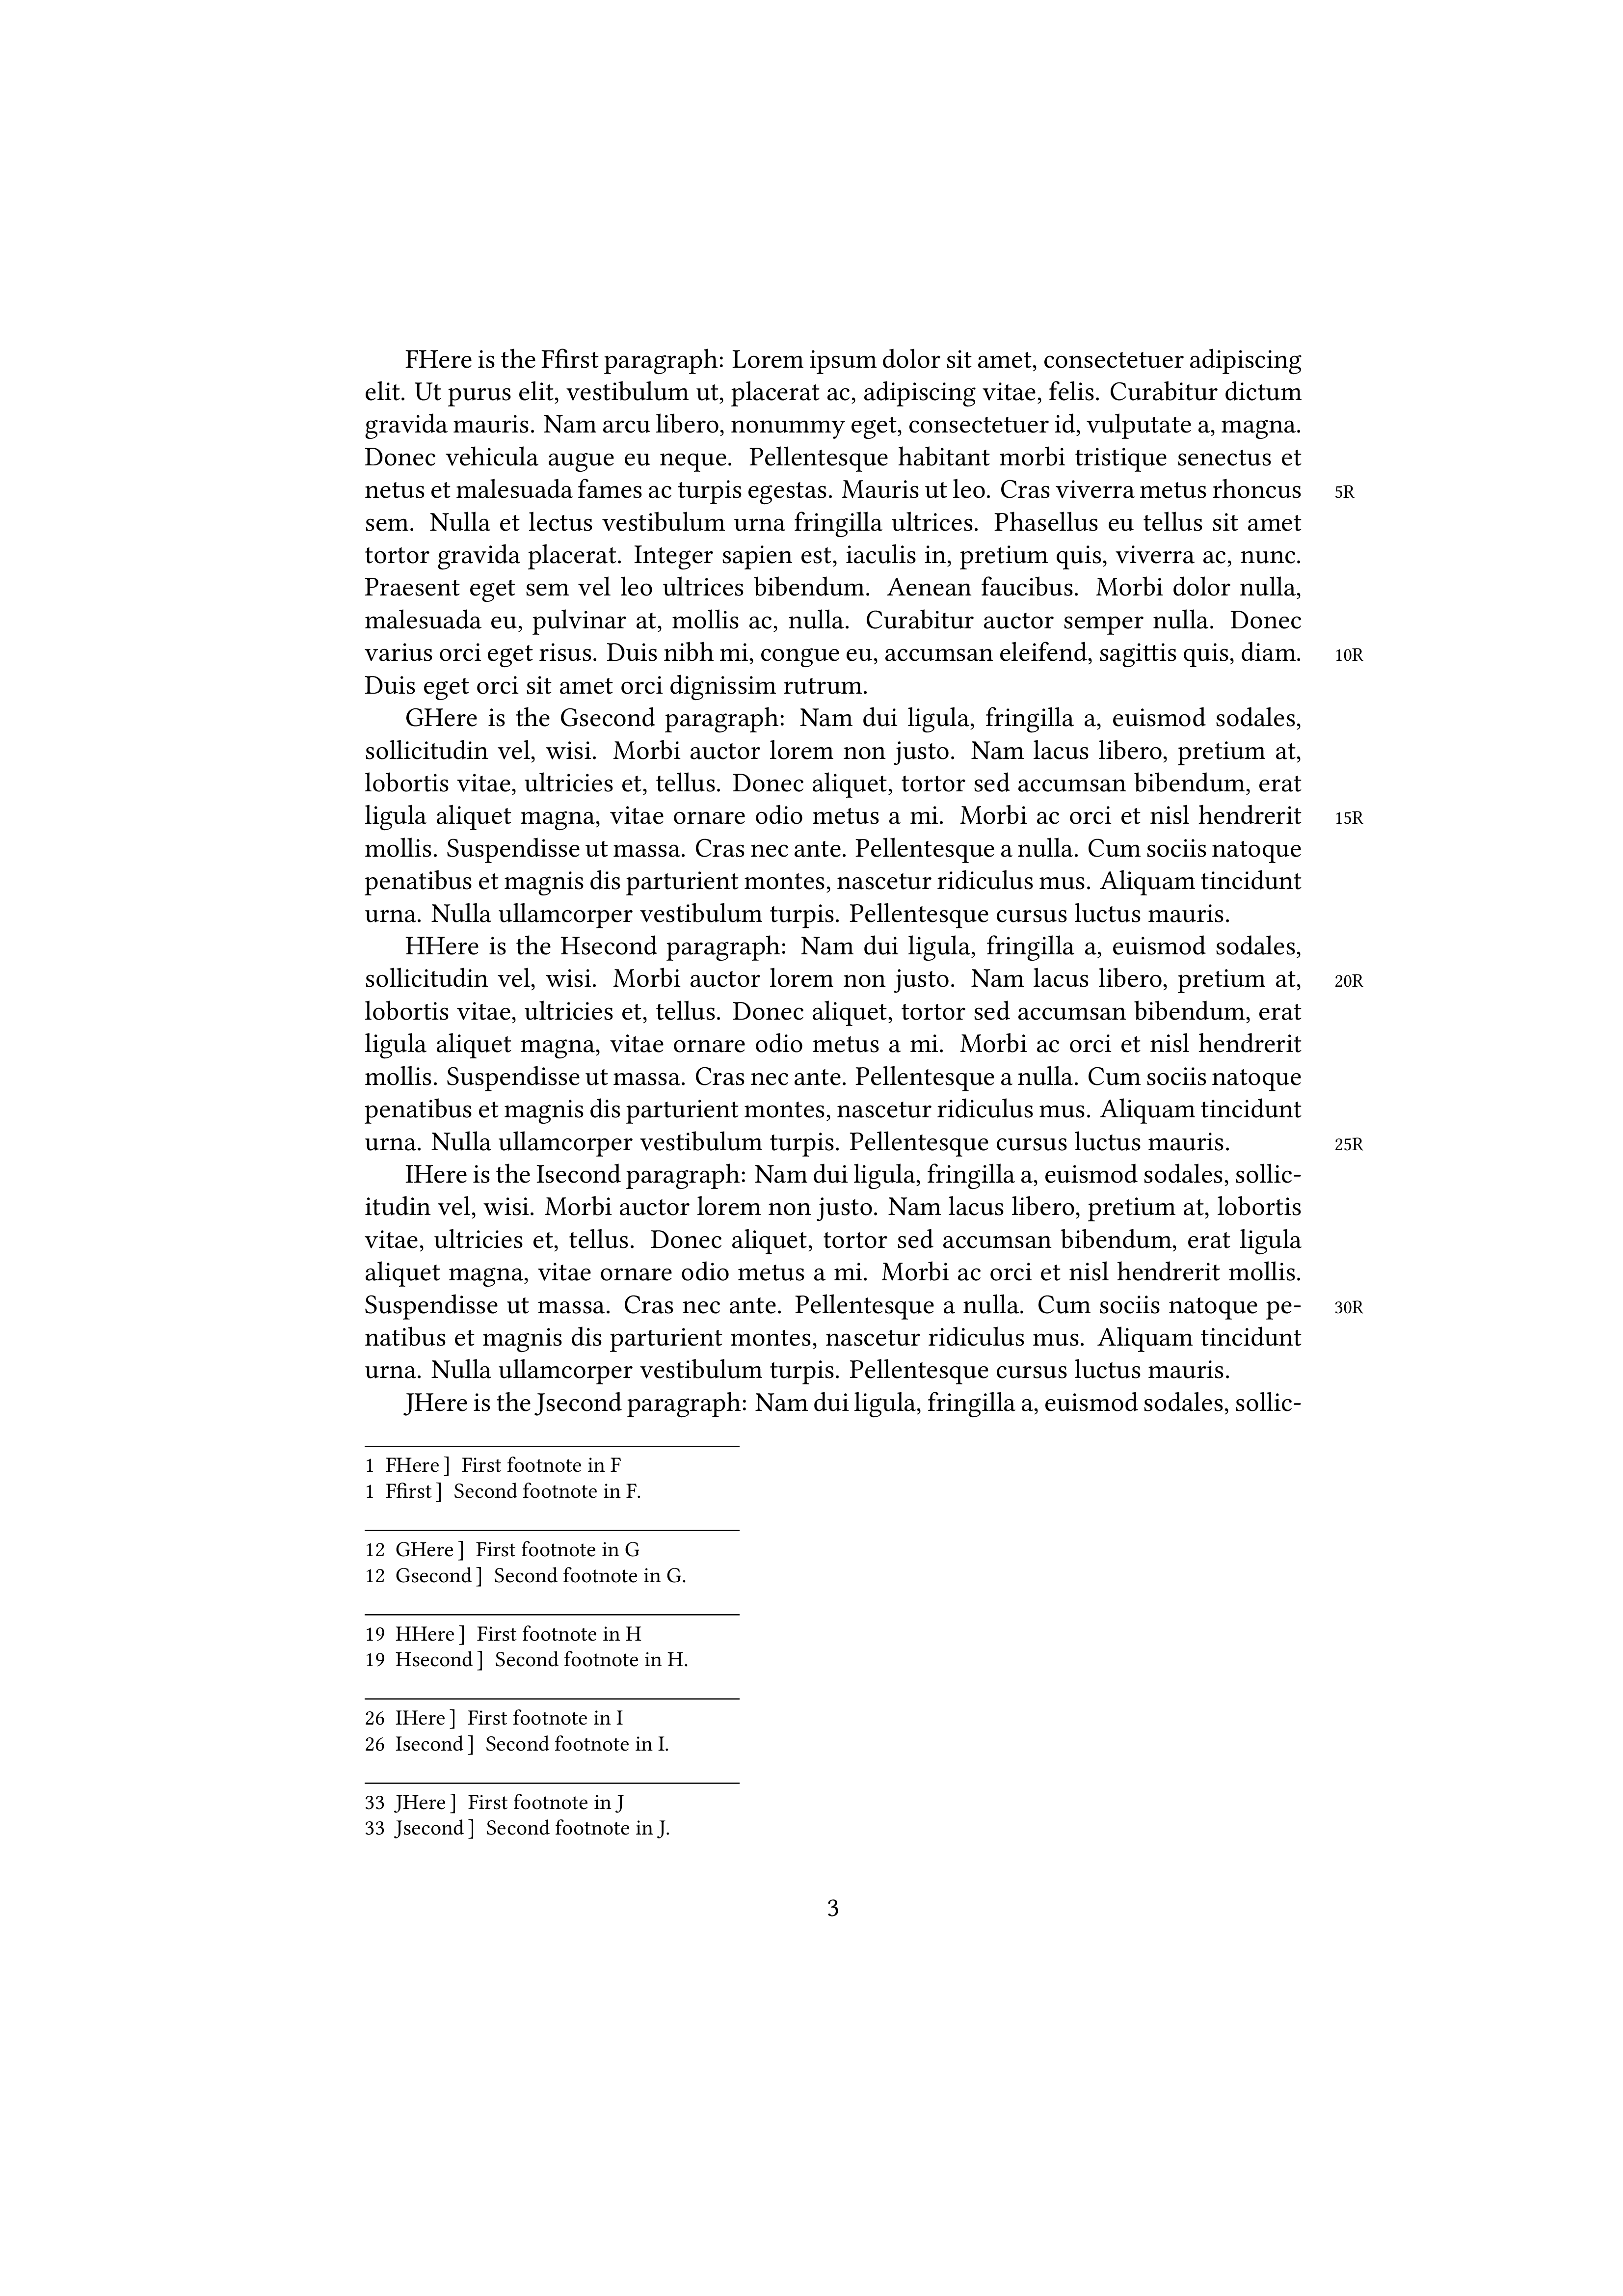 FHere is the Ffirst paragraph: Lorem ipsum dolor sit amet, consectetuer adipiscing
elit. Ut purus elit, vestibulum ut, placerat ac, adipiscing vitae, felis. Curabitur dictum
gravida mauris. Nam arcu libero, nonummy eget, consectetuer id, vulputate a, magna.
Donec vehicula augue eu neque. Pellentesque habitant morbi tristique senectus et
netus et malesuada fames ac turpis egestas. Mauris ut leo. Cras viverra metus rhoncus 5R
sem. Nulla et lectus vestibulum urna fringilla ultrices. Phasellus eu tellus sit amet
tortor gravida placerat. Integer sapien est, iaculis in, pretium quis, viverra ac, nunc.
Praesent eget sem vel leo ultrices bibendum. Aenean faucibus. Morbi dolor nulla,
malesuada eu, pulvinar at, mollis ac, nulla. Curabitur auctor semper nulla. Donec
varius orci eget risus. Duis nibh mi, congue eu, accumsan eleifend, sagittis quis, diam. 10R
Duis eget orci sit amet orci dignissim rutrum.
GHere is the Gsecond paragraph: Nam dui ligula, fringilla a, euismod sodales,
sollicitudin vel, wisi. Morbi auctor lorem non justo. Nam lacus libero, pretium at,
lobortis vitae, ultricies et, tellus. Donec aliquet, tortor sed accumsan bibendum, erat
ligula aliquet magna, vitae ornare odio metus a mi. Morbi ac orci et nisl hendrerit 15R
mollis. Suspendisse ut massa. Cras nec ante. Pellentesque a nulla. Cum sociis natoque
penatibus et magnis dis parturient montes, nascetur ridiculus mus. Aliquam tincidunt
urna. Nulla ullamcorper vestibulum turpis. Pellentesque cursus luctus mauris.
HHere is the Hsecond paragraph: Nam dui ligula, fringilla a, euismod sodales,
sollicitudin vel, wisi. Morbi auctor lorem non justo. Nam lacus libero, pretium at, 20R
lobortis vitae, ultricies et, tellus. Donec aliquet, tortor sed accumsan bibendum, erat
ligula aliquet magna, vitae ornare odio metus a mi. Morbi ac orci et nisl hendrerit
mollis. Suspendisse ut massa. Cras nec ante. Pellentesque a nulla. Cum sociis natoque
penatibus et magnis dis parturient montes, nascetur ridiculus mus. Aliquam tincidunt
urna. Nulla ullamcorper vestibulum turpis. Pellentesque cursus luctus mauris. 25R
IHere is the Isecond paragraph: Nam dui ligula, fringilla a, euismod sodales, sollic-
itudin vel, wisi. Morbi auctor lorem non justo. Nam lacus libero, pretium at, lobortis
vitae, ultricies et, tellus. Donec aliquet, tortor sed accumsan bibendum, erat ligula
aliquet magna, vitae ornare odio metus a mi. Morbi ac orci et nisl hendrerit mollis.
Suspendisse ut massa. Cras nec ante. Pellentesque a nulla. Cum sociis natoque pe- 30R
natibus et magnis dis parturient montes, nascetur ridiculus mus. Aliquam tincidunt
urna. Nulla ullamcorper vestibulum turpis. Pellentesque cursus luctus mauris.
JHere is the Jsecond paragraph: Nam dui ligula, fringilla a, euismod sodales, sollic-
1 FHere ] First footnote in F
1 Ffirst ] Second footnote in F.
12 GHere ] First footnote in G
12 Gsecond ] Second footnote in G.
19 HHere ] First footnote in H
19 Hsecond ] Second footnote in H.
26 IHere ] First footnote in I
26 Isecond ] Second footnote in I.
33 JHere ] First footnote in J
33 Jsecond ] Second footnote in J.
3